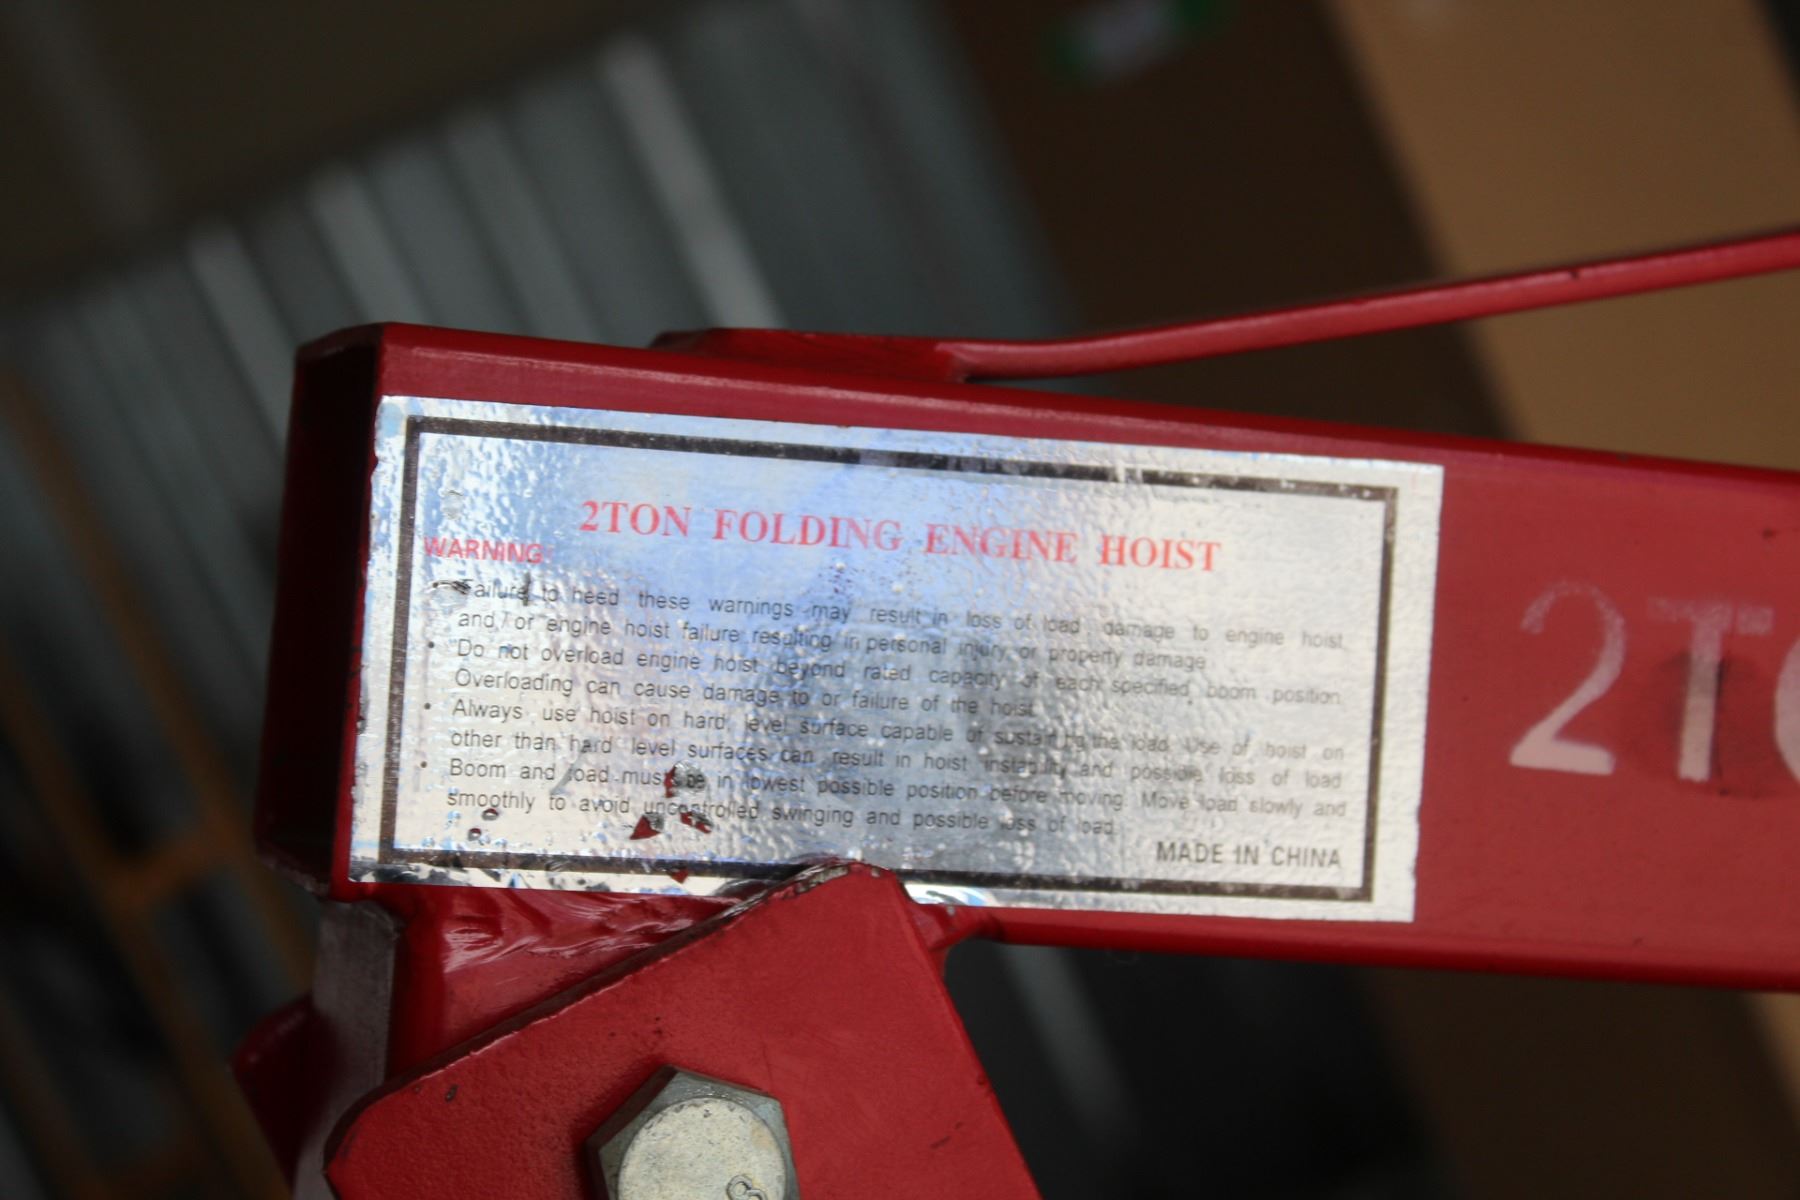 2TON FOLDING ENGINE HOIST
WARNING
• Failure to heed these warnings may result in loss of load damage to engine hoist
and / or engine hoist failure resulting in personal injury or property damage
• Do not overload engine hoist beyond rated capacity of each specified boom position
Overloading can cause damage to or failure of the hoist
• Always use hoist on hard, level surface capable of sustaining the load. Use of hoist on
other than hard level surfaces can result in hoist instability and possible loss of load
• Boom and load must be in lowest possible position before moving. Move load slowly and
smoothly to avoid uncontrolled swinging and possible loss of load
MADE IN CHINA
2T
8